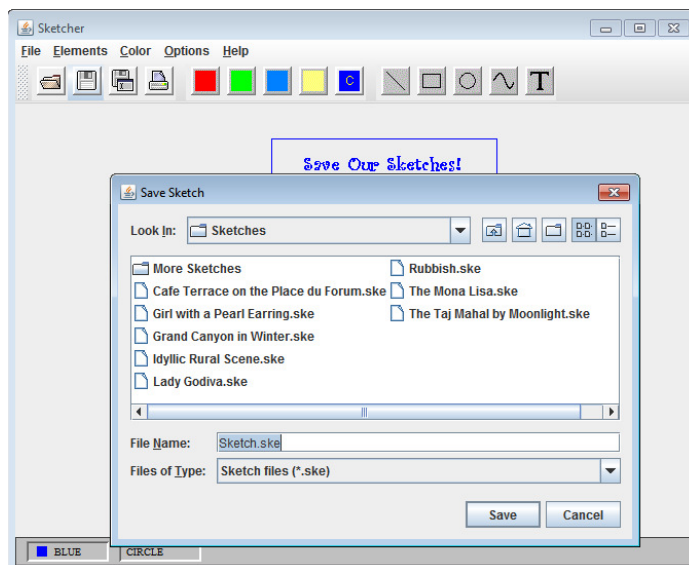 Sketcher
File Elements Color Options Help
C T
Save Our Sketches!
Save Sketch
Look In: Sketches
More Sketches
Cafe Terrace on the Place du Forum.ske
Girl with a Pearl Earring.ske
Grand Canyon in Winter.ske
Idyllic Rural Scene.ske
Lady Godiva.ske
Rubbish.ske
The Mona Lisa.ske
The Taj Mahal by Moonlight.ske
File Name: Sketch.ske
Files of Type: Sketch files (*.ske)
Save Cancel
BLUE CIRCLE